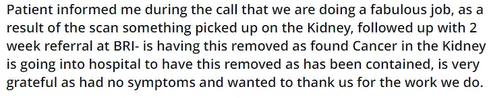 Patient informed me during the call that we are doing a fabulous job, as a
result of the scan something picked up on the Kidney, followed up with 2
week referral at BRI- is having this removed as found Cancer in the Kidney
is going into hospital to have this removed as has been contained, is very
grateful as had no symptoms and wanted to thank us for the work we do.